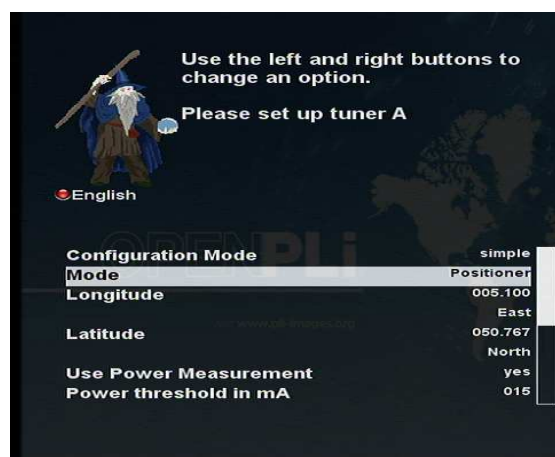 Use the left and right buttons to
change an option.
Please set up tuner A
English
OPENPLi
Configuration Mode simple
Mode Positioner
Longitude 005.100
East
Latitude 050.767
North
Use Power Measurement yes
Power threshold in mA 015